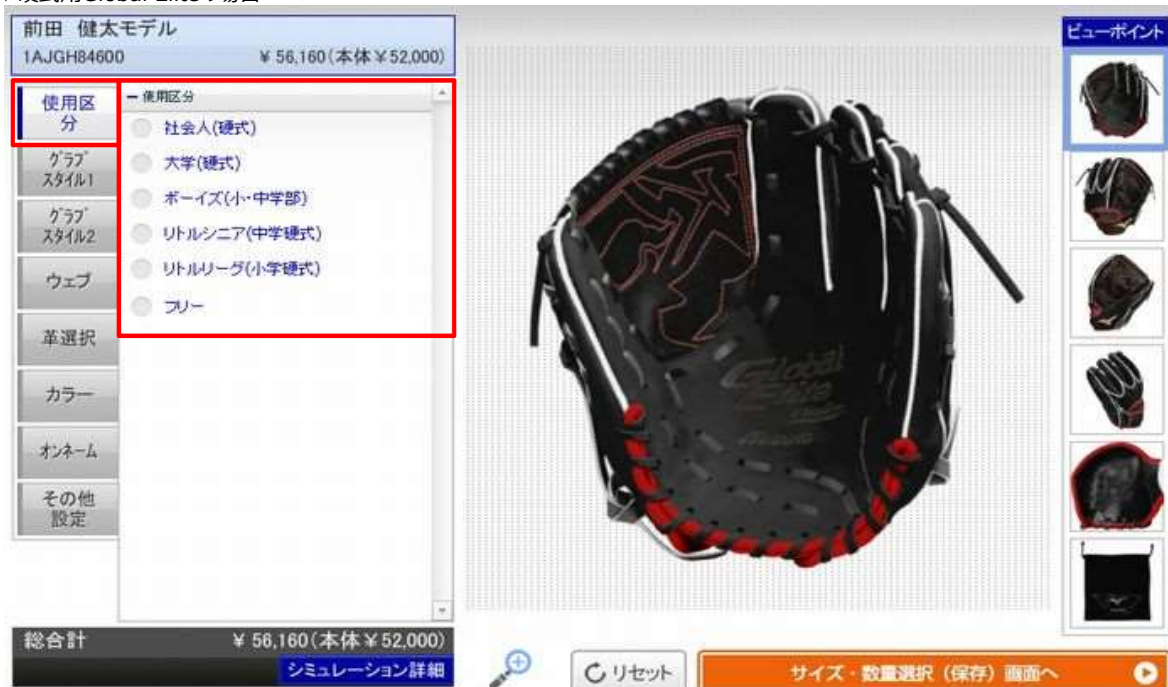 前田 健太モデル
1AJGH84600 ¥ 56,160(本体¥52,000)
使用区
分
グラブ
スタイル1
グラブ
スタイル2
ウェブ
革選択
カラー
オンネーム
その他
設定
− 使用区分
社会人(硬式)
大学(硬式)
ボーイズ(小・中学部)
リトルシニア(中学硬式)
リトルリーグ(小学硬式)
フリー
総合計 ¥ 56,160(本体¥52,000)
シミュレーション詳細
Global
Elite
リセット
サイズ・数量選択（保存）画面へ
ビューポイント